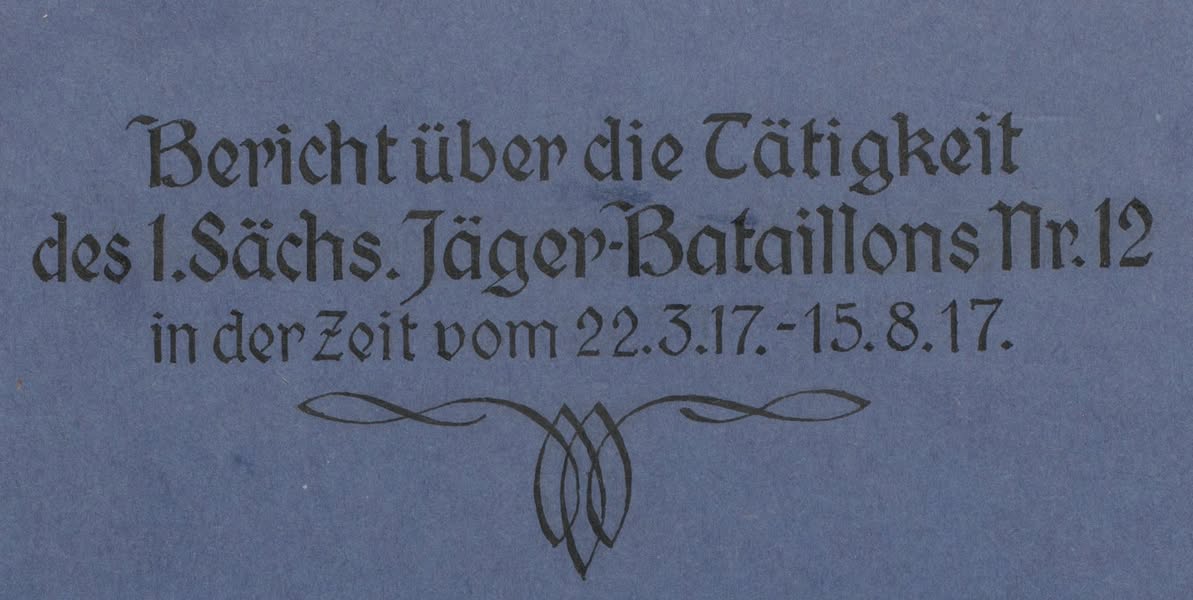 Bericht über die Tätigkeit
des 1. Sächs. Jäger-Bataillons Nr. 12
in der Zeit vom 22.3.17.-15.8.17.